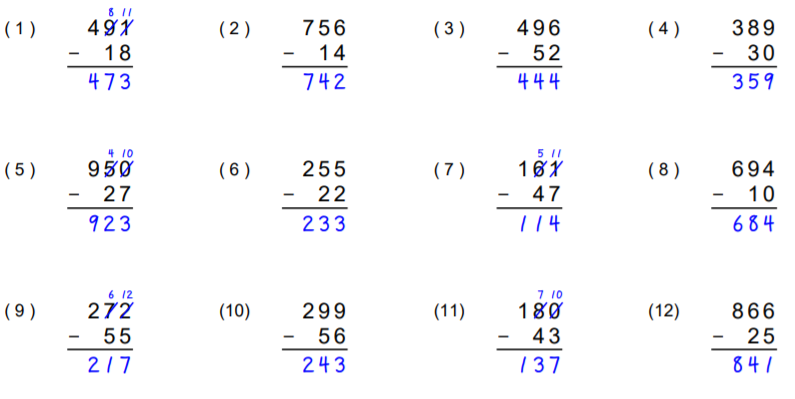 8 11
(1) 491 (2) 756 (3) 496 (4) 389
− 18 − 14 − 52 − 30
473 742 444 359
4 10 5 11
(5) 950 (6) 255 (7) 161 (8) 694
− 27 − 22 − 47 − 10
923 233 114 684
6 12 7 10
(9) 272 (10) 299 (11) 180 (12) 866
− 55 − 56 − 43 − 25
217 243 137 841